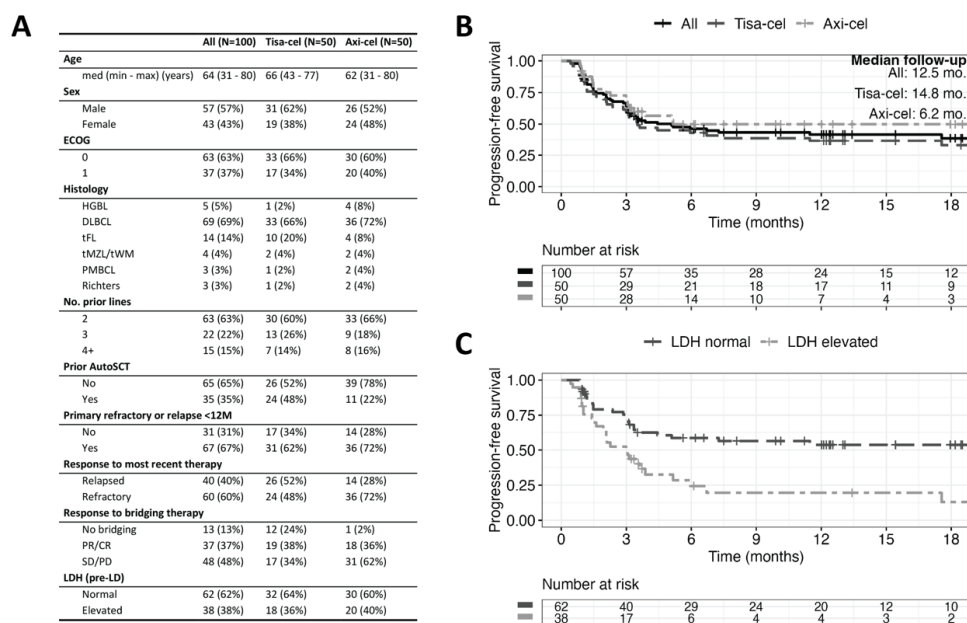 A
All (N=100) Tisa-cel (N=50) Axi-cel (N=50)
Age
med (min - max) (years) 64 (31 - 80) 66 (43 - 77) 62 (31 - 80)
Sex
Male 57 (57%) 31 (62%) 26 (52%)
Female 43 (43%) 19 (38%) 24 (48%)
ECOG
0 63 (63%) 33 (66%) 30 (60%)
1 37 (37%) 17 (34%) 20 (40%)
Histology
HGBL 5 (5%) 1 (2%) 4 (8%)
DLBCL 69 (69%) 33 (66%) 36 (72%)
tFL 14 (14%) 10 (20%) 4 (8%)
tMZL/tWM 4 (4%) 2 (4%) 2 (4%)
PMBCL 3 (3%) 1 (2%) 2 (4%)
Richters 3 (3%) 1 (2%) 2 (4%)
No. prior lines
2 63 (63%) 30 (60%) 33 (66%)
3 22 (22%) 13 (26%) 9 (18%)
4+ 15 (15%) 7 (14%) 8 (16%)
Prior AutoSCT
No 65 (65%) 26 (52%) 39 (78%)
Yes 35 (35%) 24 (48%) 11 (22%)
Primary refractory or relapse <12M
No 31 (31%) 17 (34%) 14 (28%)
Yes 67 (67%) 31 (62%) 36 (72%)
Response to most recent therapy
Relapsed 40 (40%) 26 (52%) 14 (28%)
Refractory 60 (60%) 24 (48%) 36 (72%)
Response to bridging therapy
No bridging 13 (13%) 12 (24%) 1 (2%)
PR/CR 37 (37%) 19 (38%) 18 (36%)
SD/PD 48 (48%) 17 (34%) 31 (62%)
LDH (pre-LD)
Normal 62 (62%) 32 (64%) 30 (60%)
Elevated 38 (38%) 18 (36%) 20 (40%)
B
All Tisa-cel Axi-cel
Progression-free survival
1.00
0.75
0.50
0.25
0.00
Median follow-up
All: 12.5 mo.
Tisa-cel: 14.8 mo.
Axi-cel: 6.2 mo.
0 3 6 9 12 15 18
Time (months)
Number at risk
100 57 35 28 24 15 12
50 29 21 18 17 11 9
50 28 14 10 7 4 3
C
LDH normal LDH elevated
Progression-free survival
1.00
0.75
0.50
0.25
0.00
0 3 6 9 12 15 18
Time (months)
Number at risk
62 40 29 24 20 12 10
38 17 6 4 4 3 2